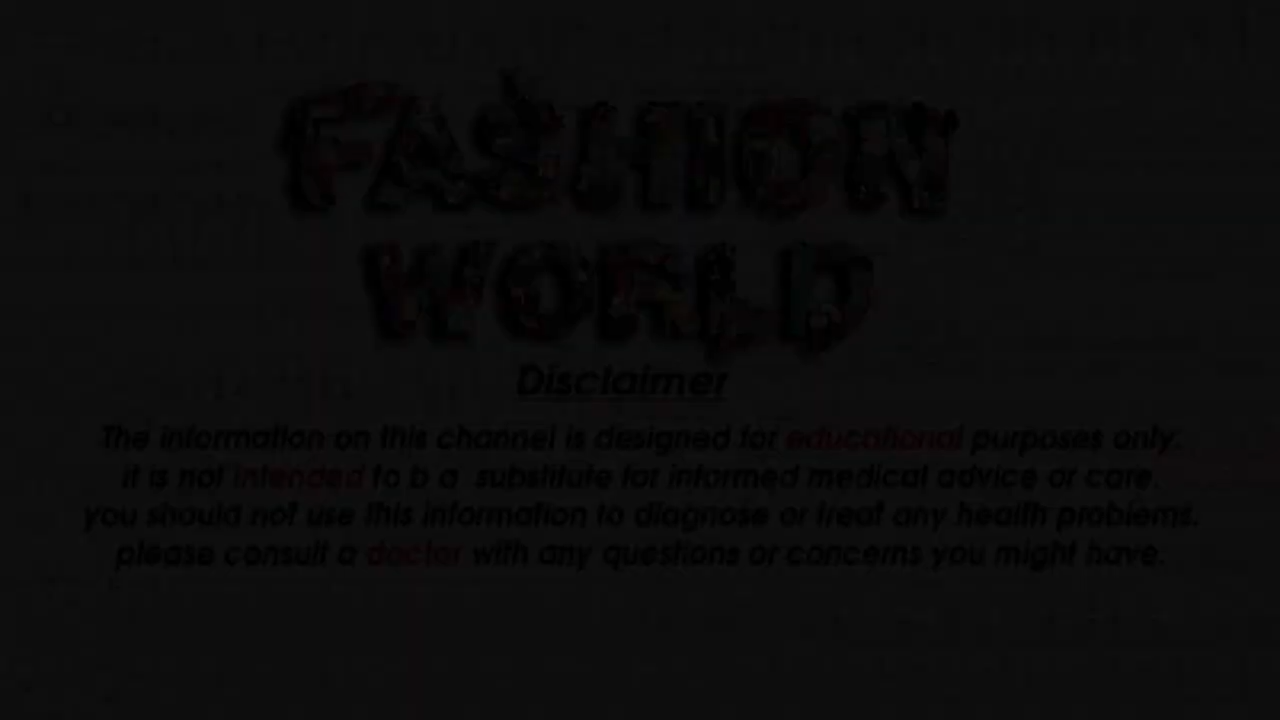 FASHION
WORLD
Disclaimer
The information on this channel is designed for educational purposes only.
it is not intended to b a substitute for informed medical advice or care.
you should not use this information to diagnose or treat any health problems.
please consult a doctor with any questions or concerns you might have.